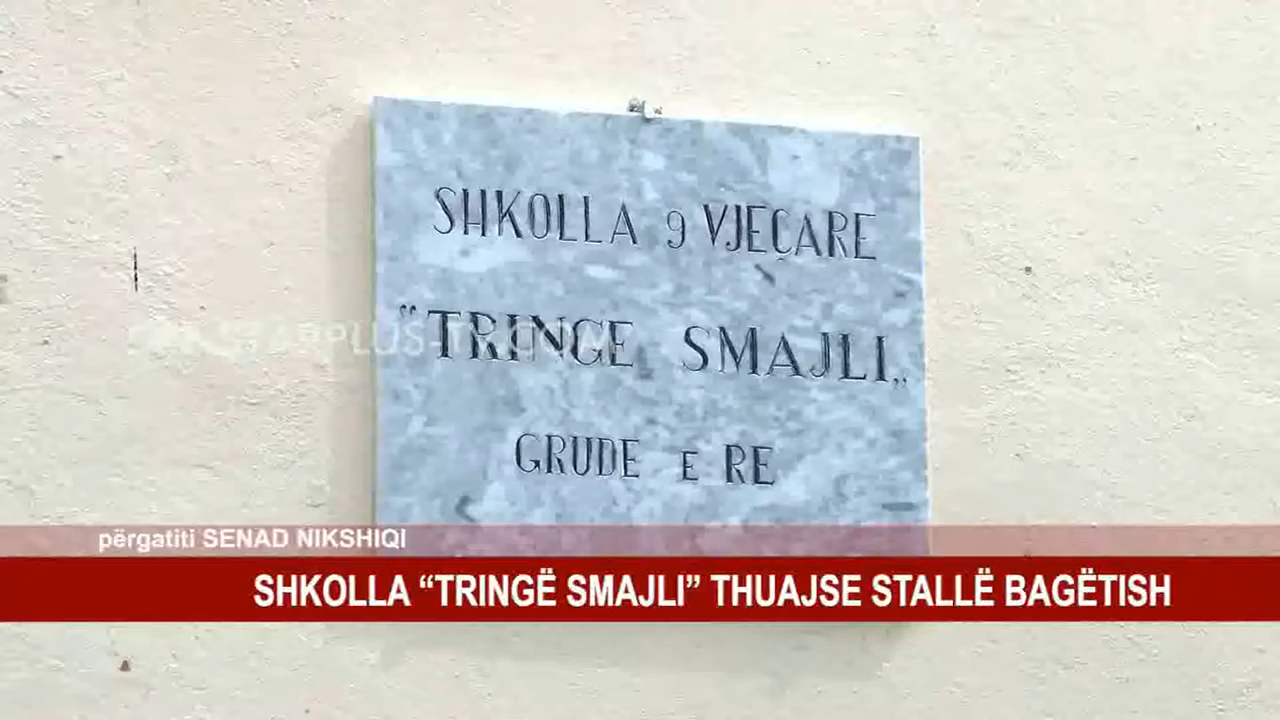 SHKOLLA 9 VJEÇARE
“TRINGE SMAJLI„
GRUDE E RE
përgatiti SENAD NIKSHIQI
SHKOLLA “TRINGË SMAJLI” THUAJSE STALLË BAGËTISH